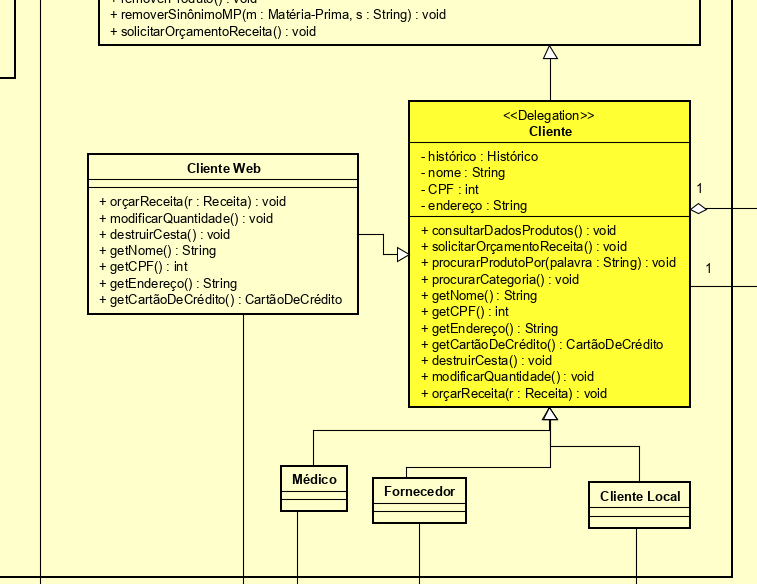 + removerProduto() : void
+ removerSinônimoMP(m : Matéria-Prima, s : String) : void
+ solicitarOrçamentoReceita() : void
<<Delegation>>
Cliente
- histórico : Histórico
- nome : String
- CPF : int
- endereço : String
+ consultarDadosProdutos() : void
+ solicitarOrçamentoReceita() : void
+ procurarProdutoPor(palavra : String) : void
+ procurarCategoria() : void
+ getNome() : String
+ getCPF() : int
+ getEndereço() : String
+ getCartãoDeCrédito() : CartãoDeCrédito
+ destruirCesta() : void
+ modificarQuantidade() : void
+ orçarReceita(r : Receita) : void
1
1
Cliente Web
+ orçarReceita(r : Receita) : void
+ modificarQuantidade() : void
+ destruirCesta() : void
+ getNome() : String
+ getCPF() : int
+ getEndereço() : String
+ getCartãoDeCrédito() : CartãoDeCrédito
Médico
Fornecedor
Cliente Local